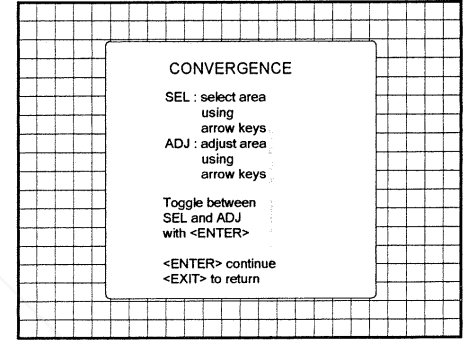 CONVERGENCE
SEL : select area
using
arrow keys
ADJ : adjust area
using
arrow keys
Toggle between
SEL and ADJ
with <ENTER>
<ENTER> continue
<EXIT> to return